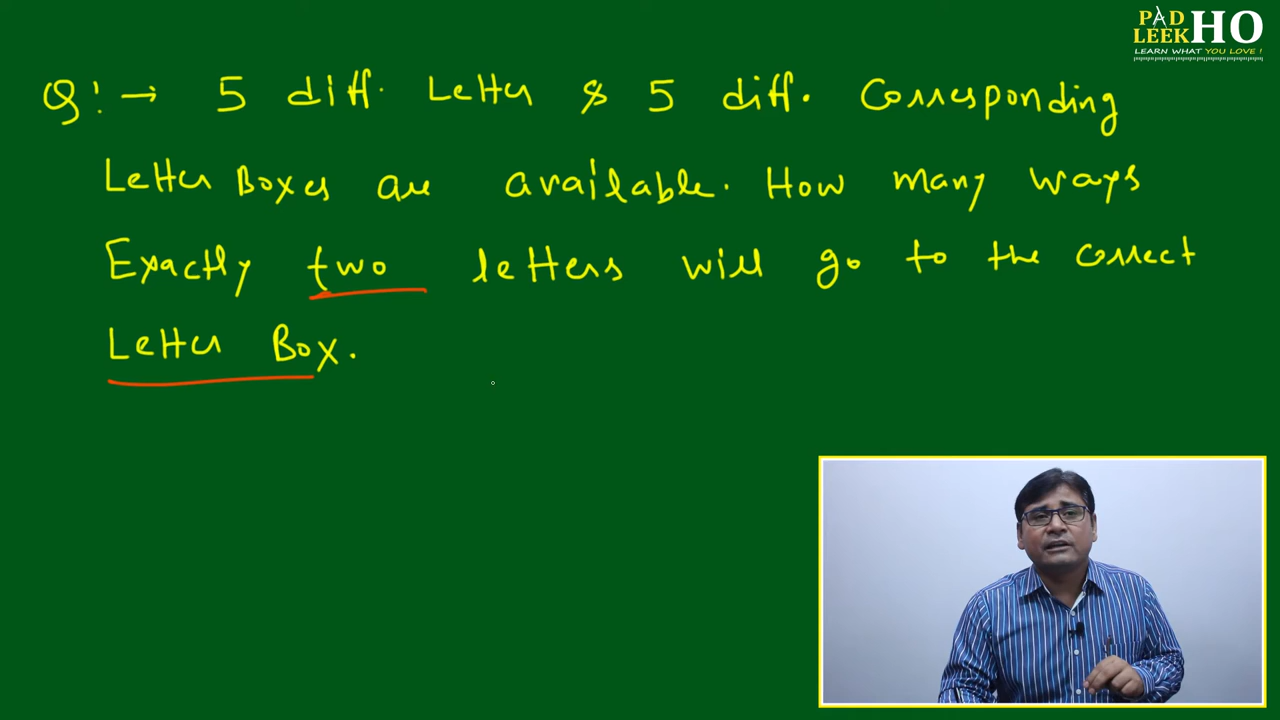 PAD
LEEK HO
LEARN WHAT YOU LOVE !
Q! → 5 diff. Letter & 5 diff. Corresponding
Letter Boxes are available. How many ways
Exactly two letters will go to the correct
Letter Box.